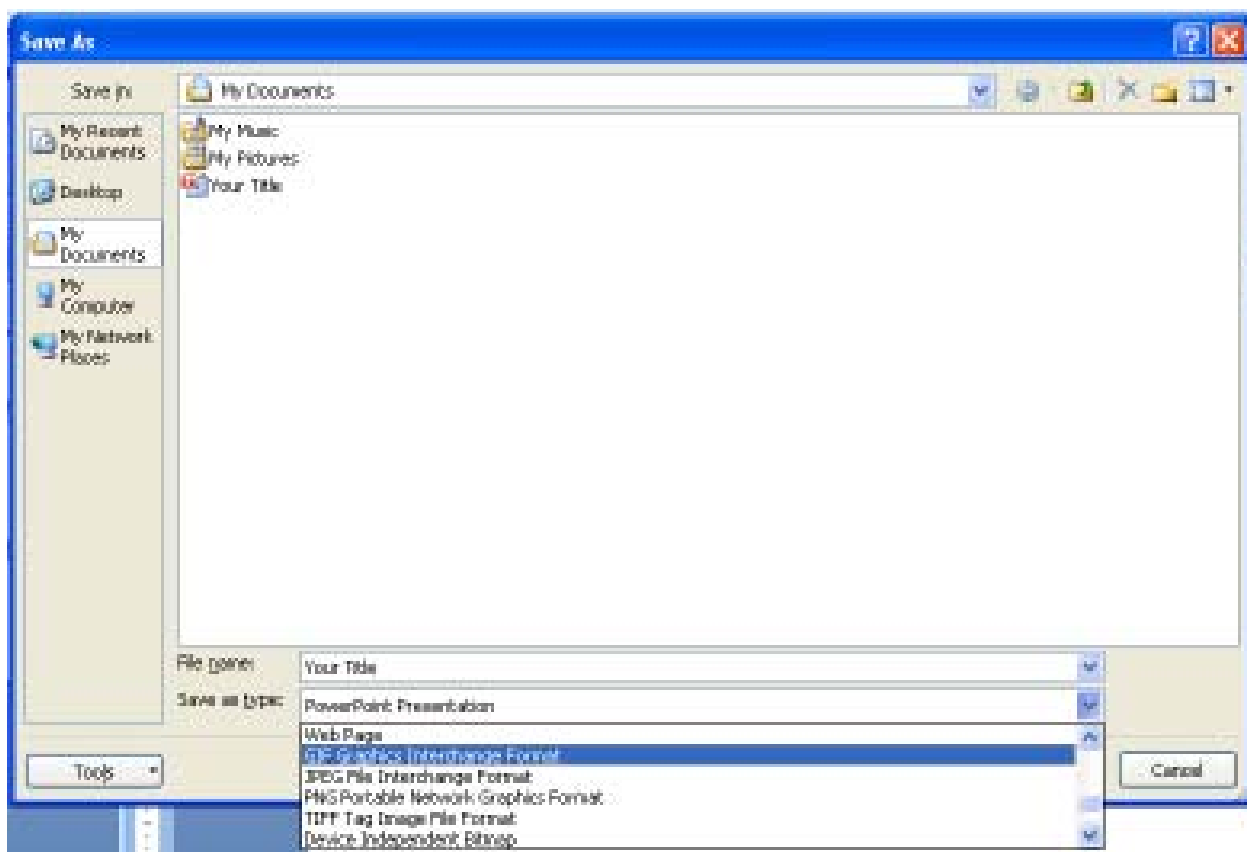 Save As
Save in:
My Documents
My Recent
Documents
Desktop
My
Documents
My
Computer
My Network
Places
My Music
My Pictures
Your Title
File name:
Your Title
Save as type:
PowerPoint Presentation
Web Page
GIF Graphics Interchange Format
JPEG File Interchange Format
PNG Portable Network Graphics Format
TIFF Tag Image File Format
Device Independent Bitmap
Tools
Cancel